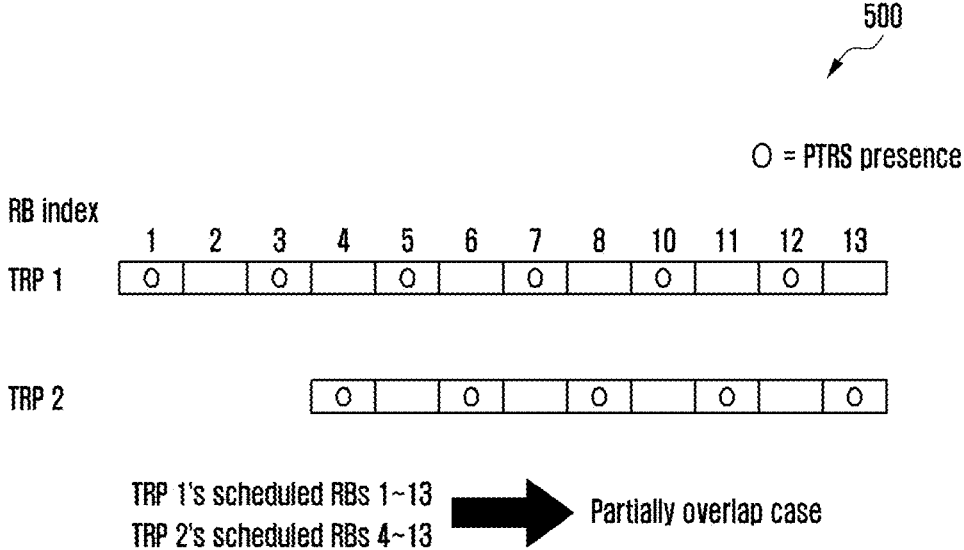 500
O = PTRS presence
RB index
1 2 3 4 5 6 7 8 10 11 12 13
TRP 1 O O O O O O
TRP 2 O O O O O
TRP 1's scheduled RBs 1~13
TRP 2's scheduled RBs 4~13
Partially overlap case